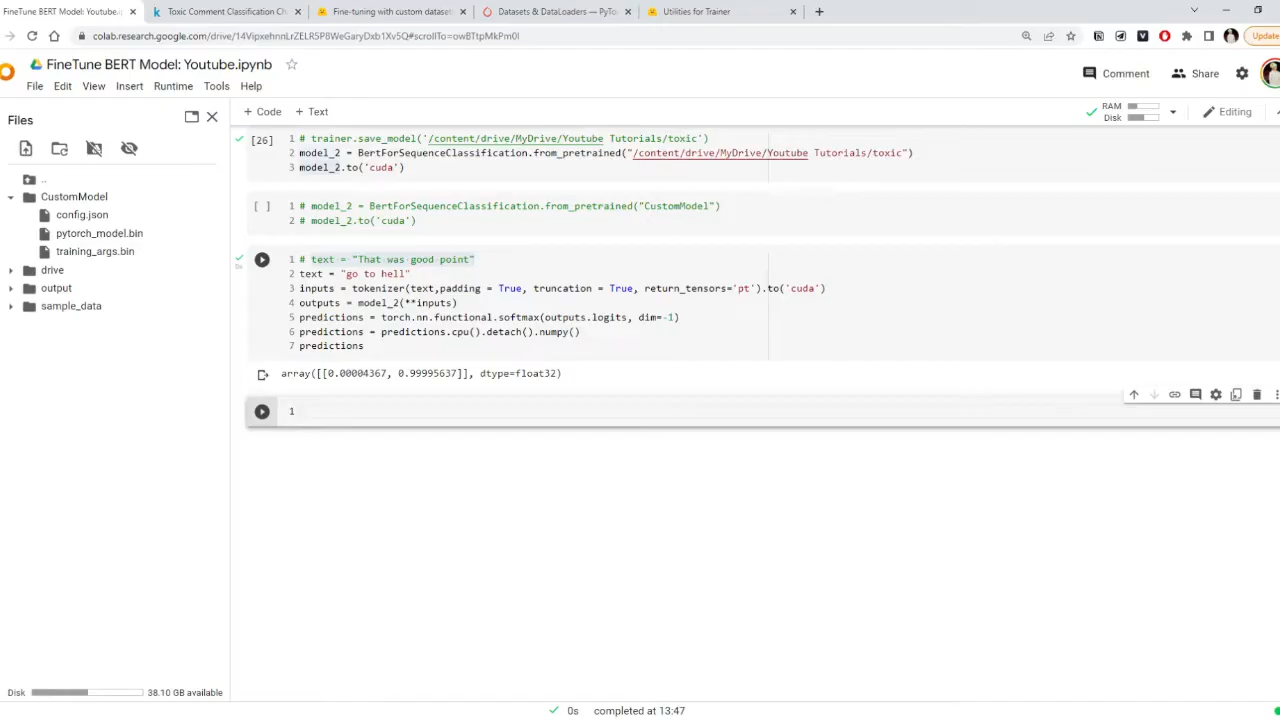 FineTune BERT Model: Youtube.ip
Toxic Comment Classification Ch
Fine-tuning with custom dataset
Datasets & DataLoaders — PyTo
Utilities for Trainer
colab.research.google.com/drive/14VipxehnnLrZELR5P8WeGaryDxb1Xv5Q#scrollTo=owBTtpMkPm0I
Update
FineTune BERT Model: Youtube.ipynb
Comment
Share
File Edit View Insert Runtime Tools Help
Files
+ Code + Text
RAM
Disk
Editing
..
CustomModel
config.json
pytorch_model.bin
training_args.bin
drive
output
sample_data
[26]
1 # trainer.save_model('/content/drive/MyDrive/Youtube Tutorials/toxic')
2 model_2 = BertForSequenceClassification.from_pretrained("/content/drive/MyDrive/Youtube Tutorials/toxic")
3 model_2.to('cuda')
[ ]
1 # model_2 = BertForSequenceClassification.from_pretrained("CustomModel")
2 # model_2.to('cuda')
0s
1 # text = "That was good point"
2 text = "go to hell"
3 inputs = tokenizer(text,padding = True, truncation = True, return_tensors='pt').to('cuda')
4 outputs = model_2(**inputs)
5 predictions = torch.nn.functional.softmax(outputs.logits, dim=-1)
6 predictions = predictions.cpu().detach().numpy()
7 predictions
array([[0.00004367, 0.99995637]], dtype=float32)
1
Disk 38.10 GB available
0s completed at 13:47